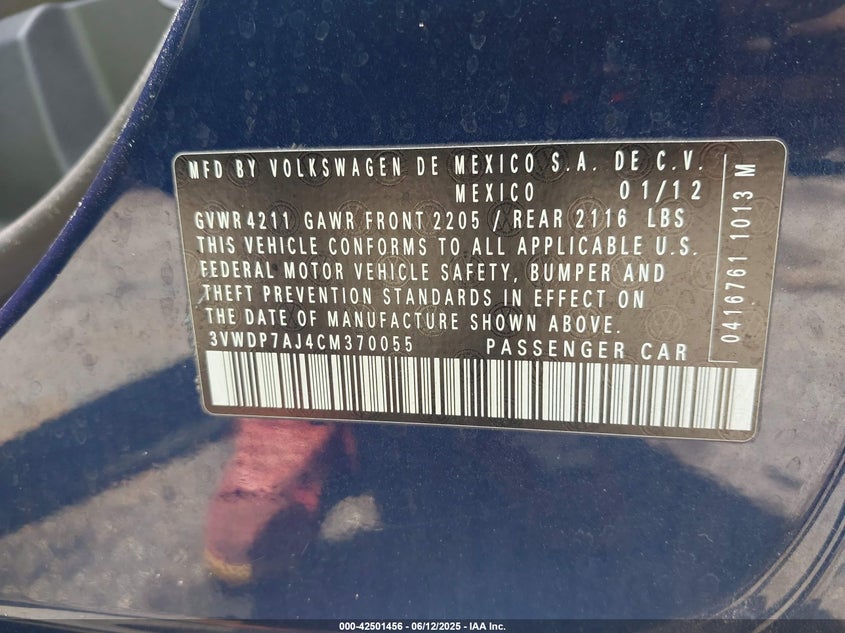 MFD BY VOLKSWAGEN DE MEXICO S.A. DE C.V.
MEXICO 01/12
GVWR 4211 GAWR FRONT 2205 / REAR 2116 LBS
THIS VEHICLE CONFORMS TO ALL APPLICABLE U.S.
FEDERAL MOTOR VEHICLE SAFETY, BUMPER AND
THEFT PREVENTION STANDARDS IN EFFECT ON
THE DATE OF MANUFACTURE SHOWN ABOVE.
3VWDP7AJ4CM370055 PASSENGER CAR
0416761 1013 M
000-42501456 - 06/12/2025 - IAA Inc.